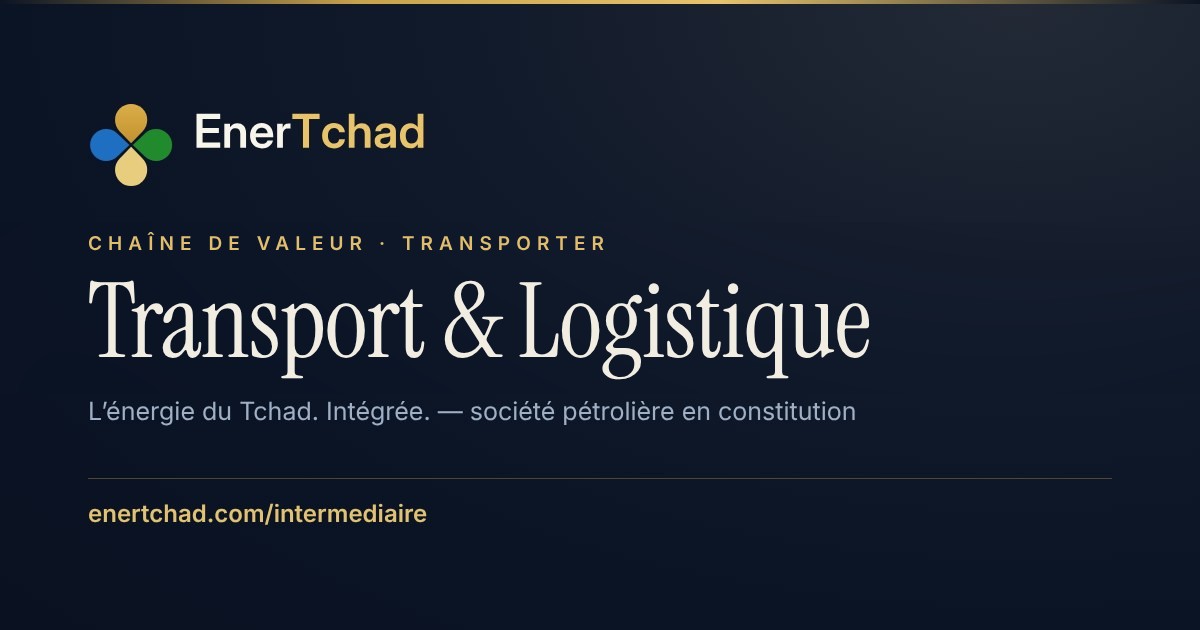 EnerTchad
CHAÎNE DE VALEUR · TRANSPORTER
Transport & Logistique
L’énergie du Tchad. Intégrée. — société pétrolière en constitution
enertchad.com/intermediaire